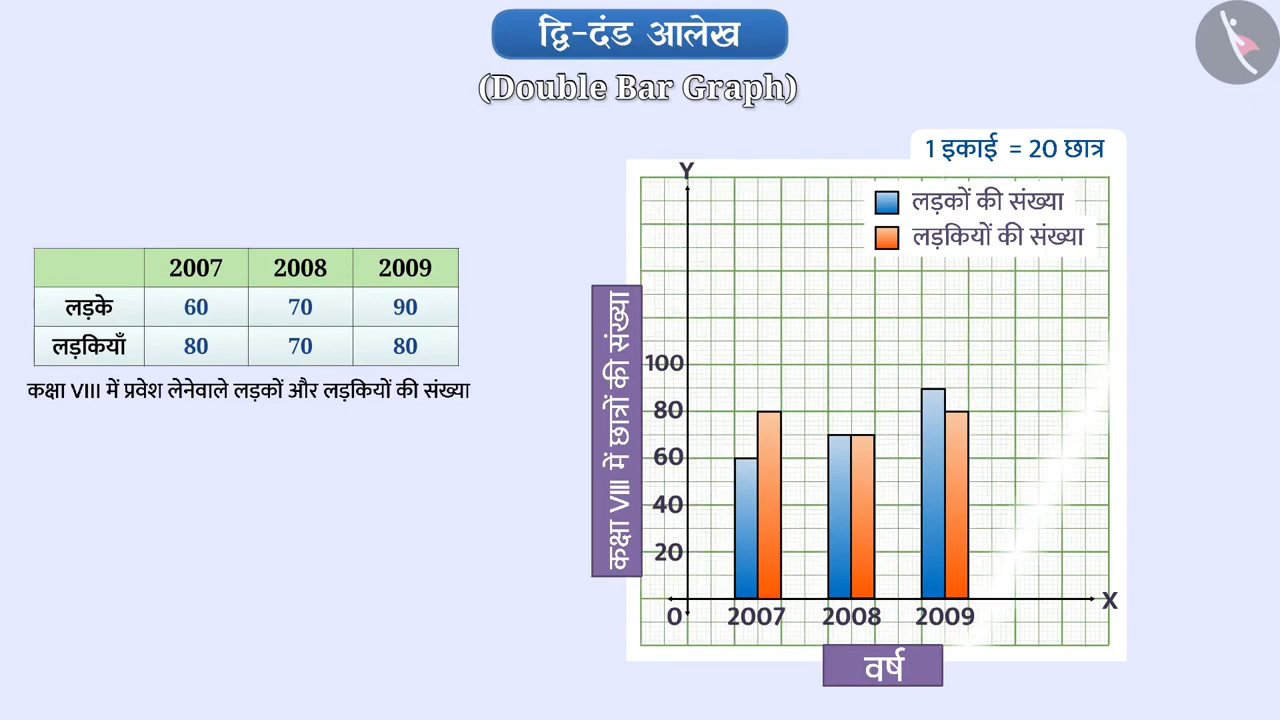 द्वि-दंड आलेख
(Double Bar Graph)
2007 2008 2009
लड़के 60 70 90
लड़कियाँ 80 70 80
कक्षा VIII में प्रवेश लेनेवाले लड़कों और लड़कियों की संख्या
1 इकाई = 20 छात्र
Y
लड़कों की संख्या
लड़कियों की संख्या
कक्षा VIII में छात्रों की संख्या
100
80
60
40
20
0
X
2007 2008 2009
वर्ष